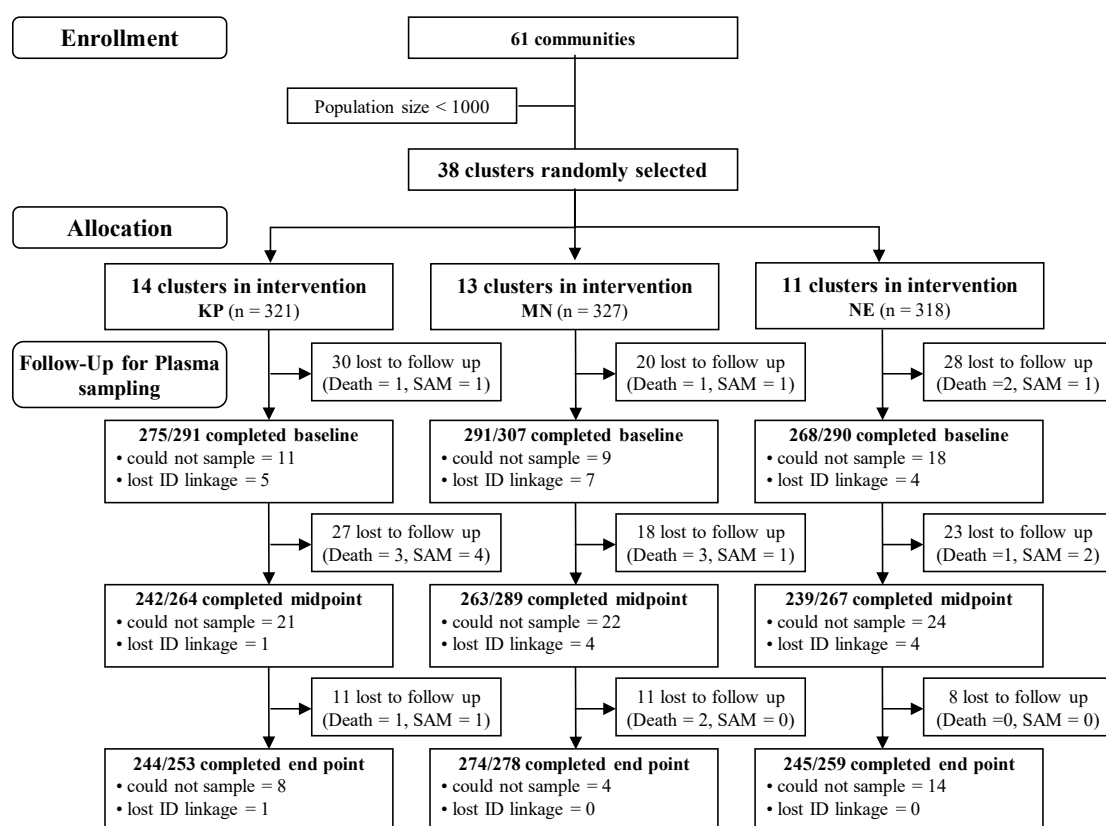 Enrollment
61 communities
Population size < 1000
38 clusters randomly selected
Allocation
14 clusters in intervention
KP (n = 321)
13 clusters in intervention
MN (n = 327)
11 clusters in intervention
NE (n = 318)
Follow-Up for Plasma
sampling
30 lost to follow up
(Death = 1, SAM = 1)
20 lost to follow up
(Death = 1, SAM = 1)
28 lost to follow up
(Death =2, SAM = 1)
275/291 completed baseline
• could not sample = 11
• lost ID linkage = 5
291/307 completed baseline
• could not sample = 9
• lost ID linkage = 7
268/290 completed baseline
• could not sample = 18
• lost ID linkage = 4
27 lost to follow up
(Death = 3, SAM = 4)
18 lost to follow up
(Death = 3, SAM = 1)
23 lost to follow up
(Death =1, SAM = 2)
242/264 completed midpoint
• could not sample = 21
• lost ID linkage = 1
263/289 completed midpoint
• could not sample = 22
• lost ID linkage = 4
239/267 completed midpoint
• could not sample = 24
• lost ID linkage = 4
11 lost to follow up
(Death = 1, SAM = 1)
11 lost to follow up
(Death = 2, SAM = 0)
8 lost to follow up
(Death =0, SAM = 0)
244/253 completed end point
• could not sample = 8
• lost ID linkage = 1
274/278 completed end point
• could not sample = 4
• lost ID linkage = 0
245/259 completed end point
• could not sample = 14
• lost ID linkage = 0